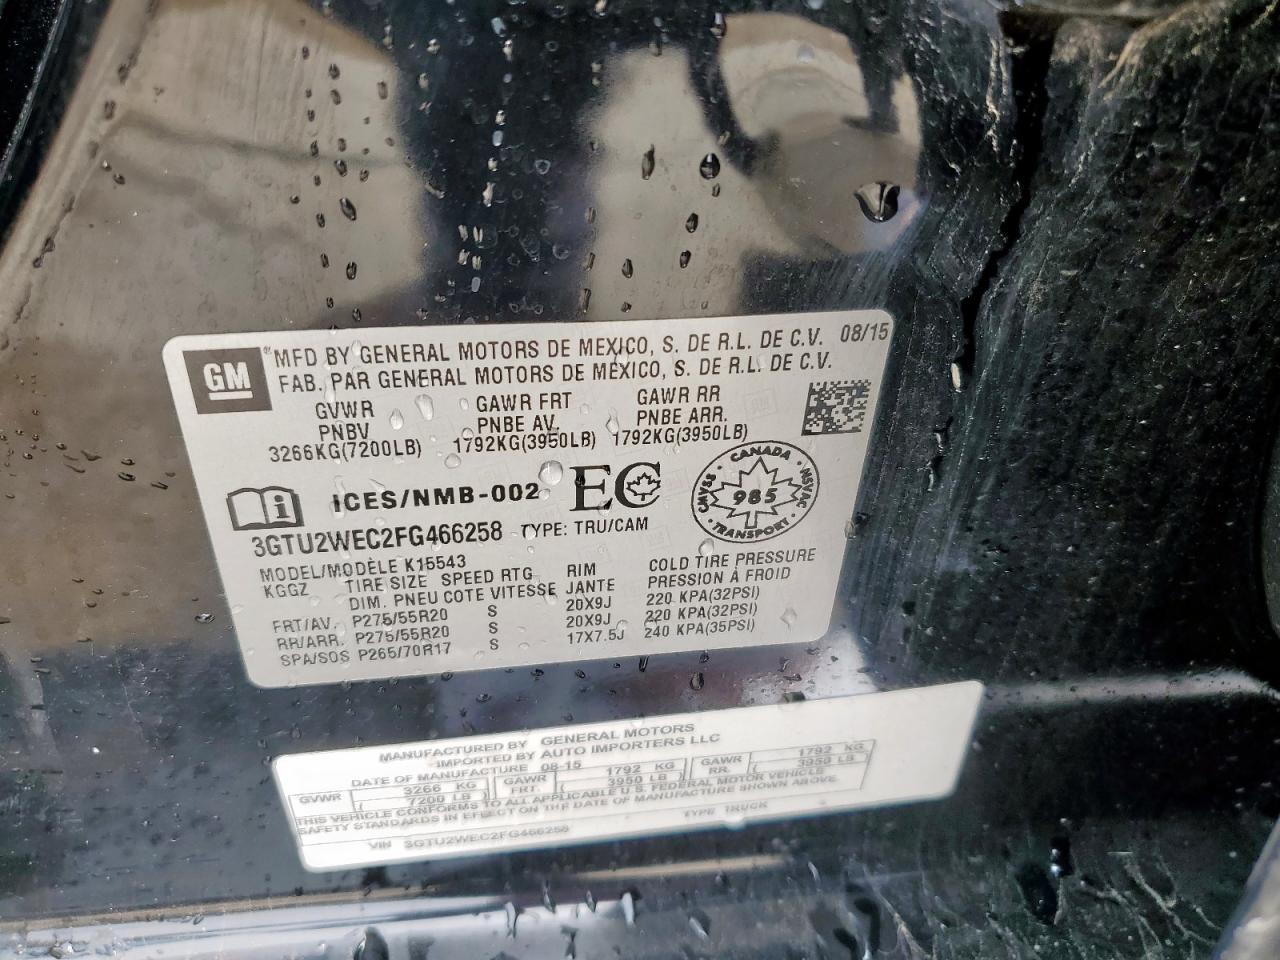 GM ® MFD BY GENERAL MOTORS DE MEXICO, S. DE R.L. DE C.V. 08/15
FAB. PAR GENERAL MOTORS DE MEXICO, S. DE R.L. DE C.V.
GVWR GAWR FRT GAWR RR
PNBV PNBE AV. PNBE ARR.
3266KG(7200LB) 1792KG(3950LB) 1792KG(3950LB)
i ICES/NMB-002 EC
CANADA
RSVAC NSVAC
985
TRANSPORT
3GTU2WEC2FG466258 TYPE: TRU/CAM
MODEL/MODÈLE K15543
KGGZ TIRE SIZE SPEED RTG RIM COLD TIRE PRESSURE
DIM. PNEU COTE VITESSE JANTE PRESSION À FROID
FRT/AV. P275/55R20 S 20X9J 220 KPA(32PSI)
RR/ARR. P275/55R20 S 20X9J 220 KPA(32PSI)
SPA/SOS P265/70R17 S 17X7.5J 240 KPA(35PSI)
MANUFACTURED BY GENERAL MOTORS
IMPORTED BY AUTO IMPORTERS LLC
DATE OF MANUFACTURE 08-15
GVWR 3266 KG GAWR FRT. 1792 KG GAWR RR. 1792 KG
( 7200 LB ( 3950 LB ) ( 3950 LB
THIS VEHICLE CONFORMS TO ALL APPLICABLE U.S. FEDERAL MOTOR VEHICLE
SAFETY STANDARDS IN EFFECT ON THE DATE OF MANUFACTURE SHOWN ABOVE.
VIN 3GTU2WEC2FG466258 TYPE TRUCK